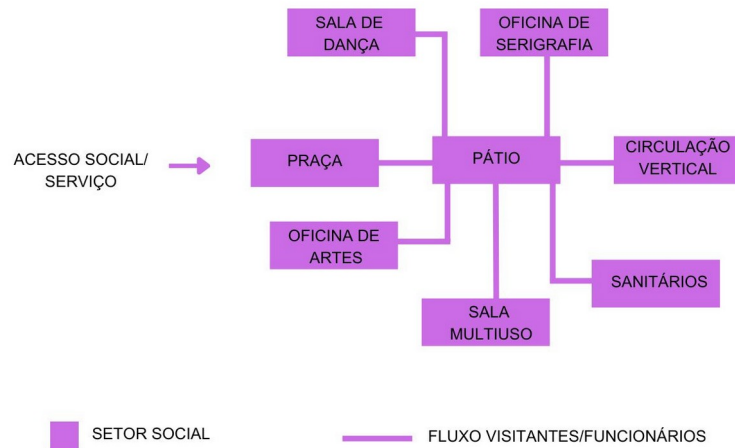 SALA DE
DANÇA
OFICINA DE
SERIGRAFIA
ACESSO SOCIAL/
SERVIÇO
PRAÇA
PÁTIO
CIRCULAÇÃO
VERTICAL
OFICINA DE
ARTES
SALA
MULTIUSO
SANITÁRIOS
SETOR SOCIAL
FLUXO VISITANTES/FUNCIONÁRIOS